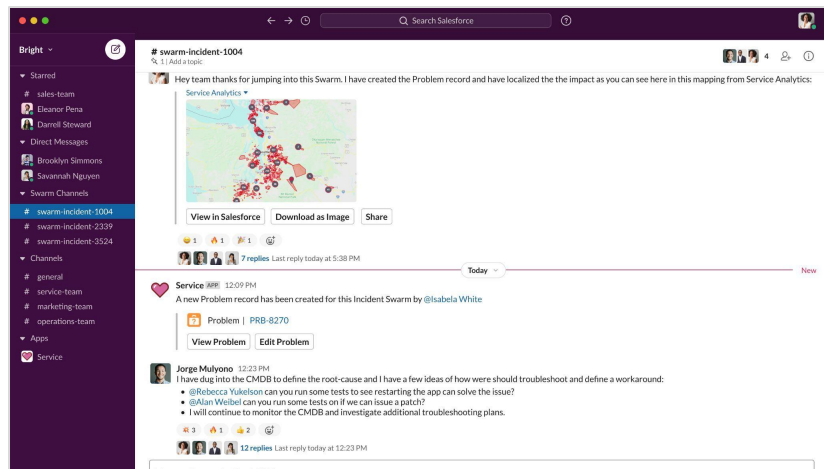 Search Salesforce
Bright
Starred
# sales-team
Eleanor Pena
Darrell Steward
Direct Messages
Brooklyn Simmons
Savannah Nguyen
Swarm Channels
# swarm-incident-1004
# swarm-incident-2339
# swarm-incident-3524
Channels
# general
# service-team
# marketing-team
# operations-team
Apps
Service
# swarm-incident-1004
1 | Add a topic
4
Hey team thanks for jumping into this Swarm. I have created the Problem record and have localized the the impact as you can see here in this mapping from Service Analytics:
Service Analytics
View in Salesforce Download as Image Share
1 1 1
7 replies Last reply today at 5:38 PM
Today
New
Service APP 12:09 PM
A new Problem record has been created for this Incident Swarm by @Isabela White
Problem | PRB-8270
View Problem Edit Problem
Jorge Mulyono 12:23 PM
I have dug into the CMDB to define the root-cause and I have a few ideas of how were should troubleshoot and define a workaround:
• @Rebecca Yukelson can you run some tests to see restarting the app can solve the issue?
• @Alan Weibel can you run some tests on if we can issue a patch?
• I will continue to monitor the CMDB and investigate additional troubleshooting plans.
3 1 2
12 replies Last reply today at 12:23 PM